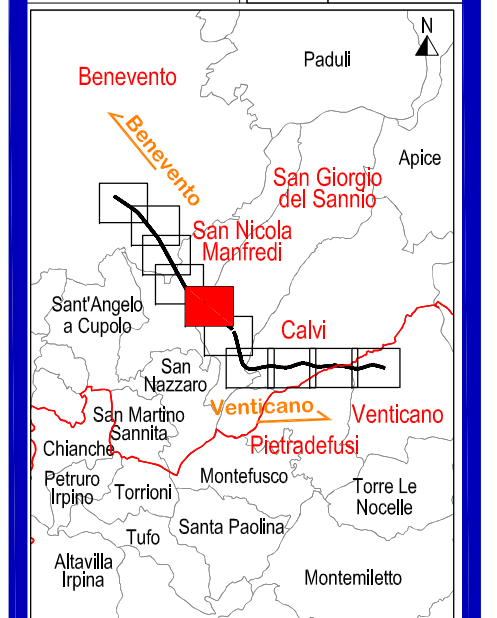 N
Paduli
Benevento
Benevento
Apice
San Giorgio
del Sannio
San Nicola
Manfredi
Sant'Angelo
a Cupolo
Calvi
San
Nazzaro
Venticano
Venticano
San Martino
Sannita
Pietradefusi
Chianche
Montefusco
Petruro
Irpino
Torrioni
Torre Le
Nocelle
Santa Paolina
Tufo
Altavilla
Irpina
Montemiletto